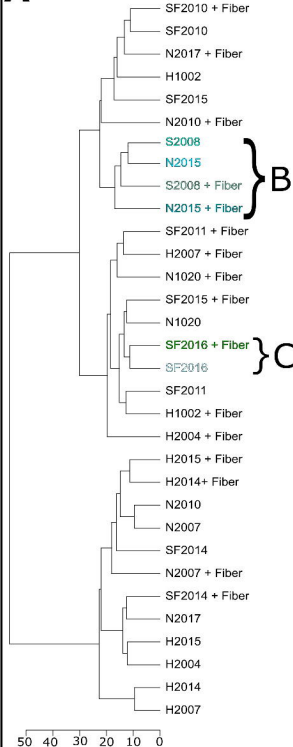 SF2010 + Fiber
SF2010
N2017 + Fiber
H1002
SF2015
N2010 + Fiber
S2008
N2015
S2008 + Fiber
N2015 + Fiber
B
SF2011 + Fiber
H2007 + Fiber
N1020 + Fiber
SF2015 + Fiber
N1020
SF2016 + Fiber
SF2016
C
SF2011
H1002 + Fiber
H2004 + Fiber
H2015 + Fiber
H2014+ Fiber
N2010
N2007
SF2014
N2007 + Fiber
SF2014 + Fiber
N2017
H2015
H2004
H2014
H2007
50 40 30 20 10 0